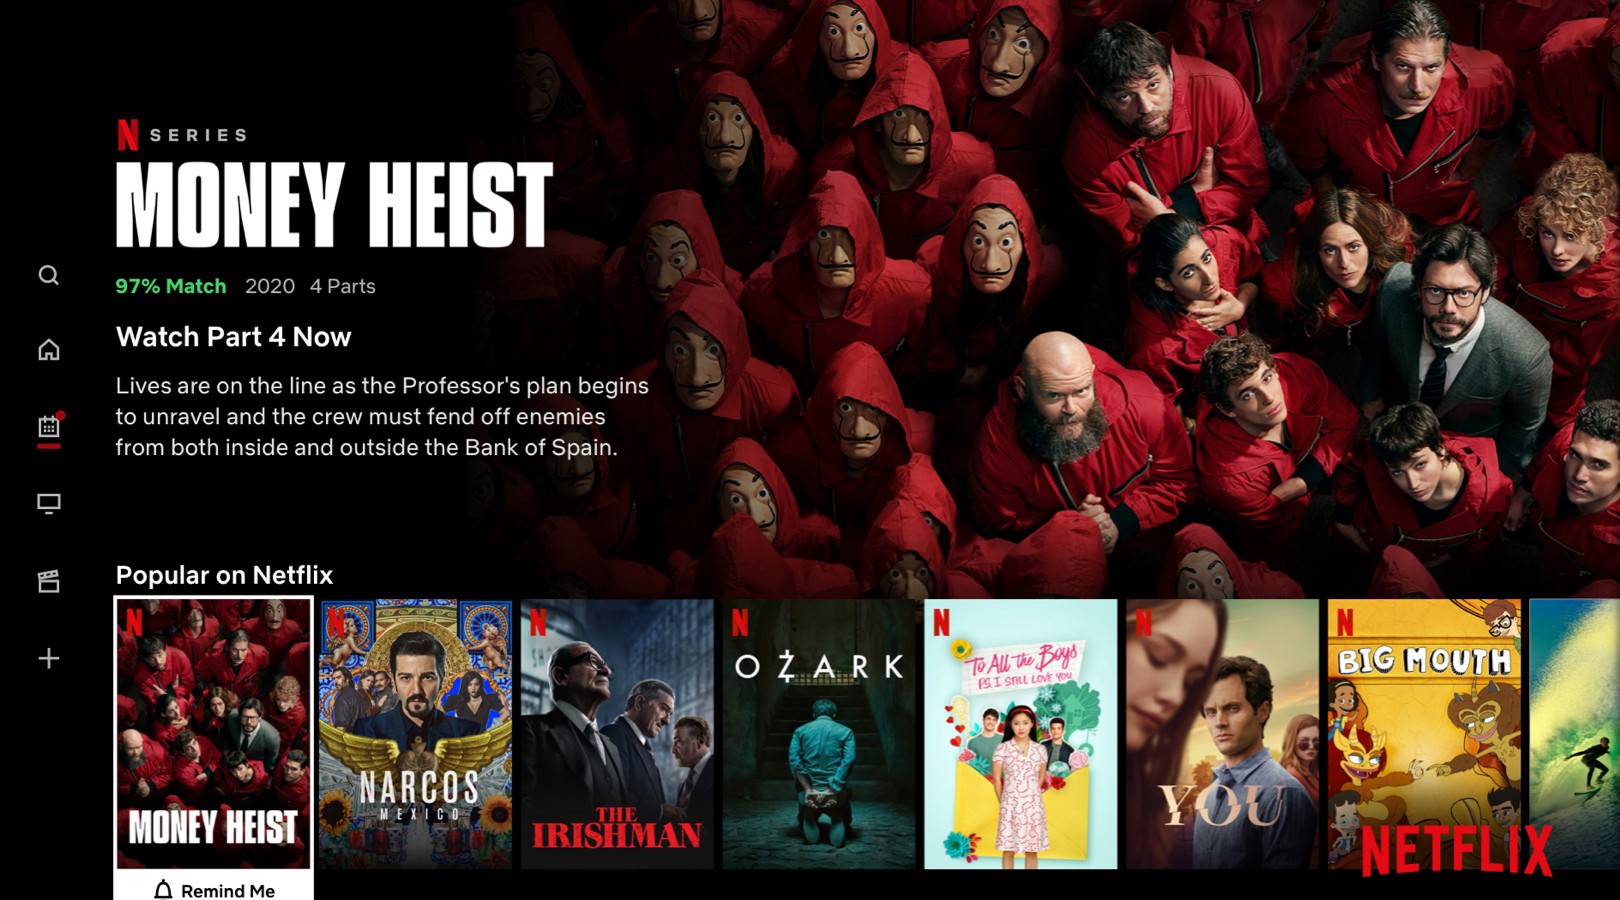 N SERIES
MONEY HEIST
97% Match 2020 4 Parts
Watch Part 4 Now
Lives are on the line as the Professor's plan begins
to unravel and the crew must fend off enemies
from both inside and outside the Bank of Spain.
Popular on Netflix
N
MONEY HEIST
Remind Me
N
NARCOS
MEXICO
N
THE
IRISHMAN
N
OZARK
N
To All the Boys
P.S. I STILL LOVE YOU
N
YOU
N
BIG MOUTH
NETFLIX